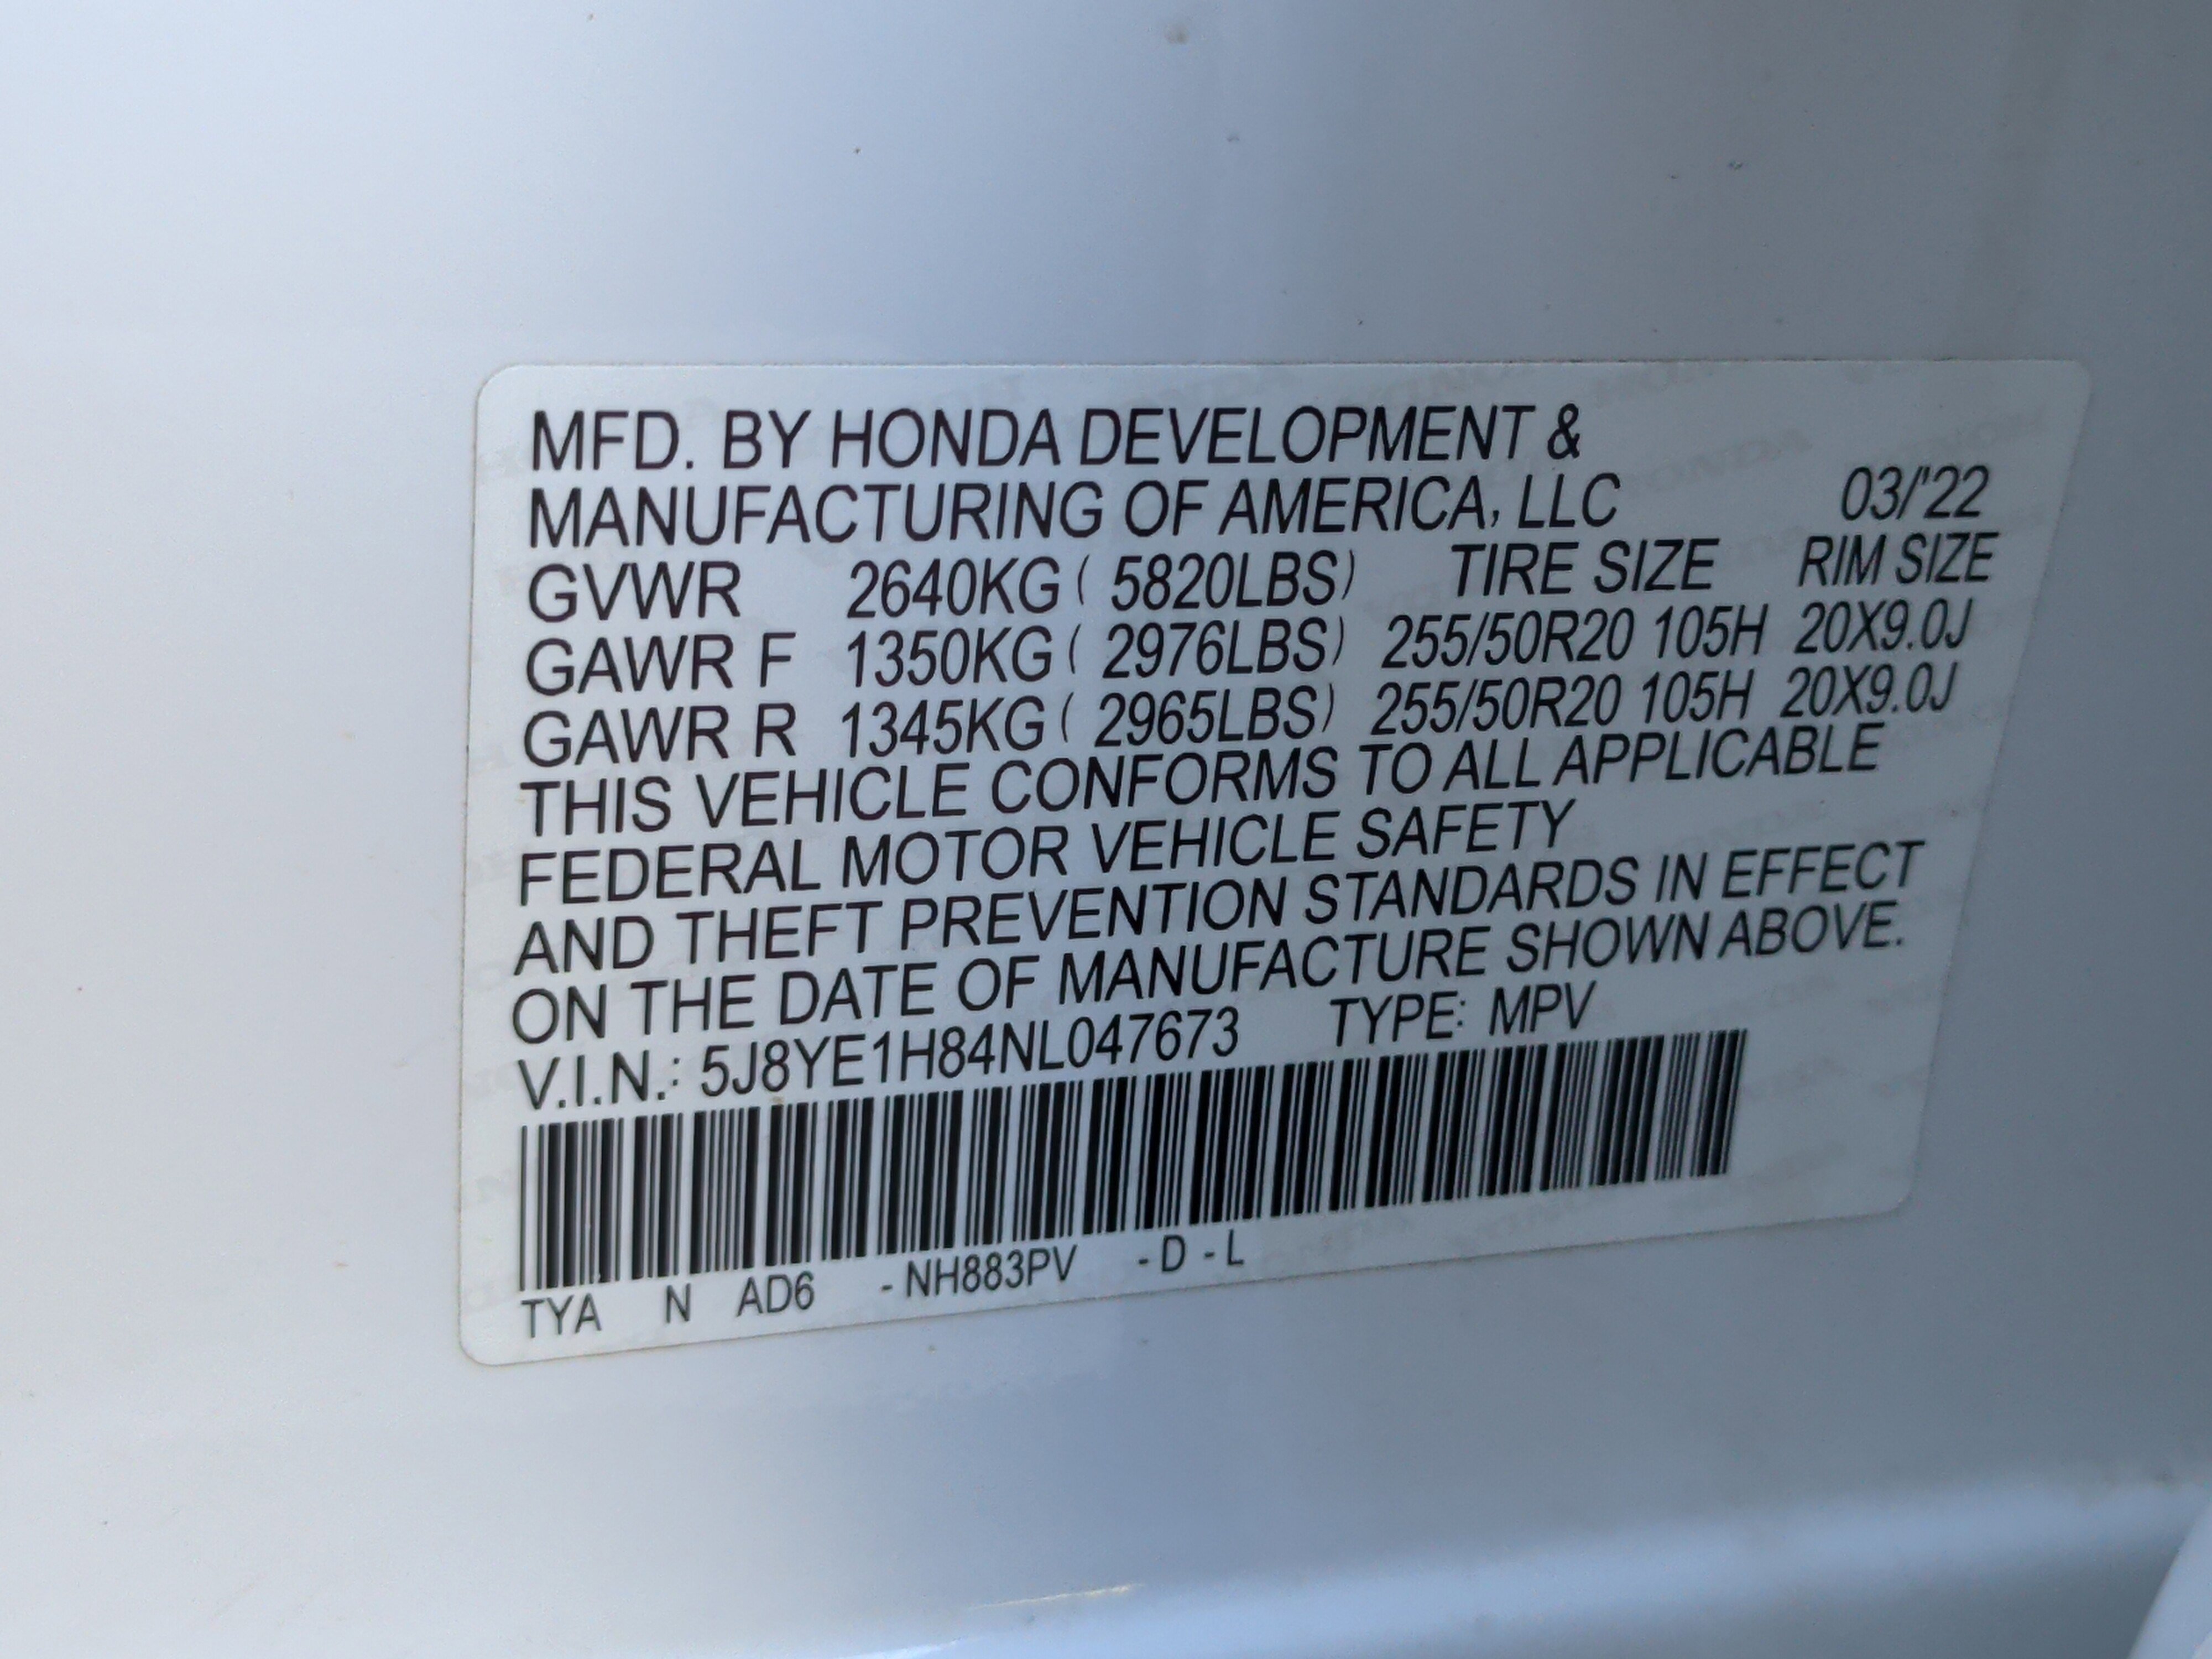 MFD. BY HONDA DEVELOPMENT &
MANUFACTURING OF AMERICA, LLC 03/'22
GVWR 2640KG ( 5820LBS) TIRE SIZE RIM SIZE
GAWR F 1350KG ( 2976LBS) 255/50R20 105H 20X9.0J
GAWR R 1345KG ( 2965LBS) 255/50R20 105H 20X9.0J
THIS VEHICLE CONFORMS TO ALL APPLICABLE
FEDERAL MOTOR VEHICLE SAFETY
AND THEFT PREVENTION STANDARDS IN EFFECT
ON THE DATE OF MANUFACTURE SHOWN ABOVE.
V.I.N.: 5J8YE1H84NL047673 TYPE: MPV
TYA N AD6 - NH883PV - D - L